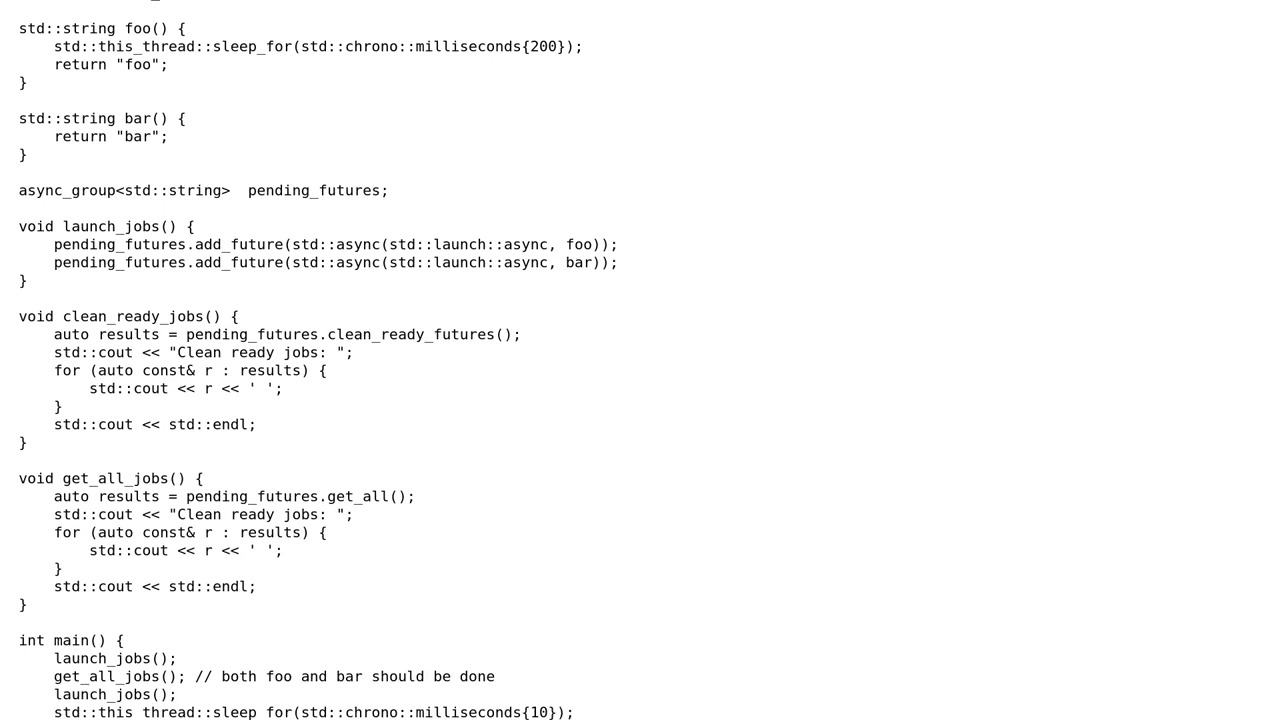 std::string foo() {
    std::this_thread::sleep_for(std::chrono::milliseconds{200});
    return "foo";
}

std::string bar() {
    return "bar";
}

async_group<std::string>  pending_futures;

void launch_jobs() {
    pending_futures.add_future(std::async(std::launch::async, foo));
    pending_futures.add_future(std::async(std::launch::async, bar));
}

void clean_ready_jobs() {
    auto results = pending_futures.clean_ready_futures();
    std::cout << "Clean ready jobs: ";
    for (auto const& r : results) {
        std::cout << r << ' ';
    }
    std::cout << std::endl;
}

void get_all_jobs() {
    auto results = pending_futures.get_all();
    std::cout << "Clean ready jobs: ";
    for (auto const& r : results) {
        std::cout << r << ' ';
    }
    std::cout << std::endl;
}

int main() {
    launch_jobs();
    get_all_jobs(); // both foo and bar should be done
    launch_jobs();
    std::this_thread::sleep_for(std::chrono::milliseconds{10});